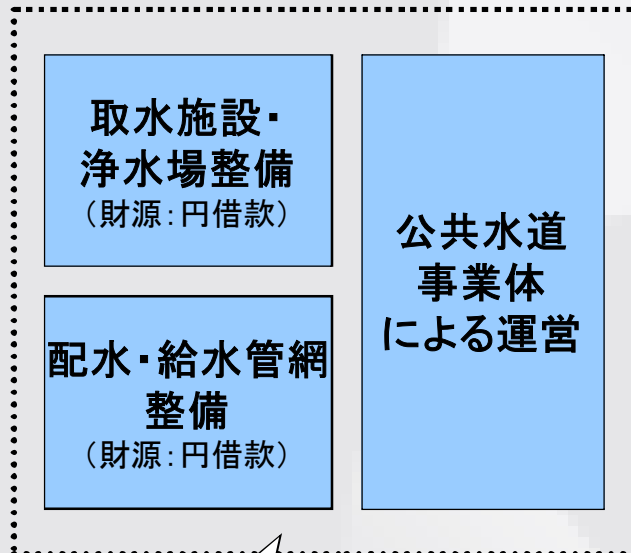 取水施設・
浄水場整備
（財源：円借款）
配水・給水管網
整備
（財源：円借款）
公共水道
事業体
による運営